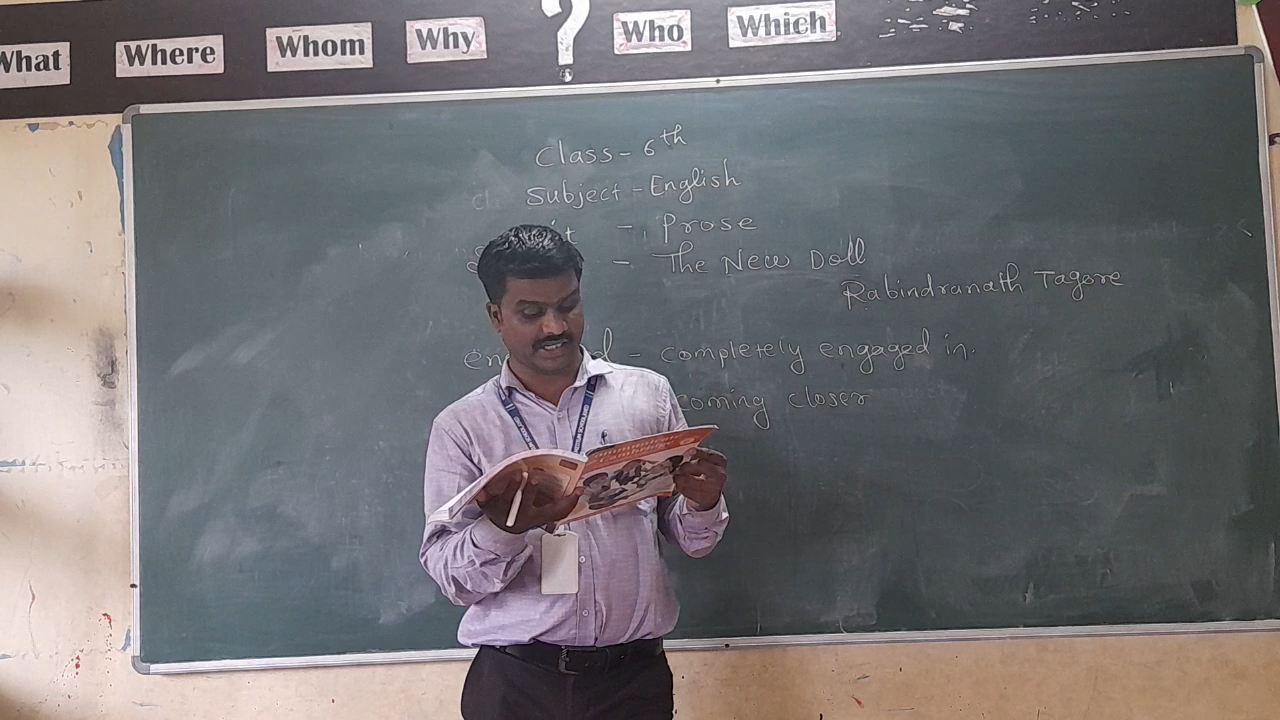 What Where Whom Why ? Who Which
Class - 6th
Subject - English
- Prose
- The New Doll
Rabindranath Tagore
- completely engaged in.
coming closer